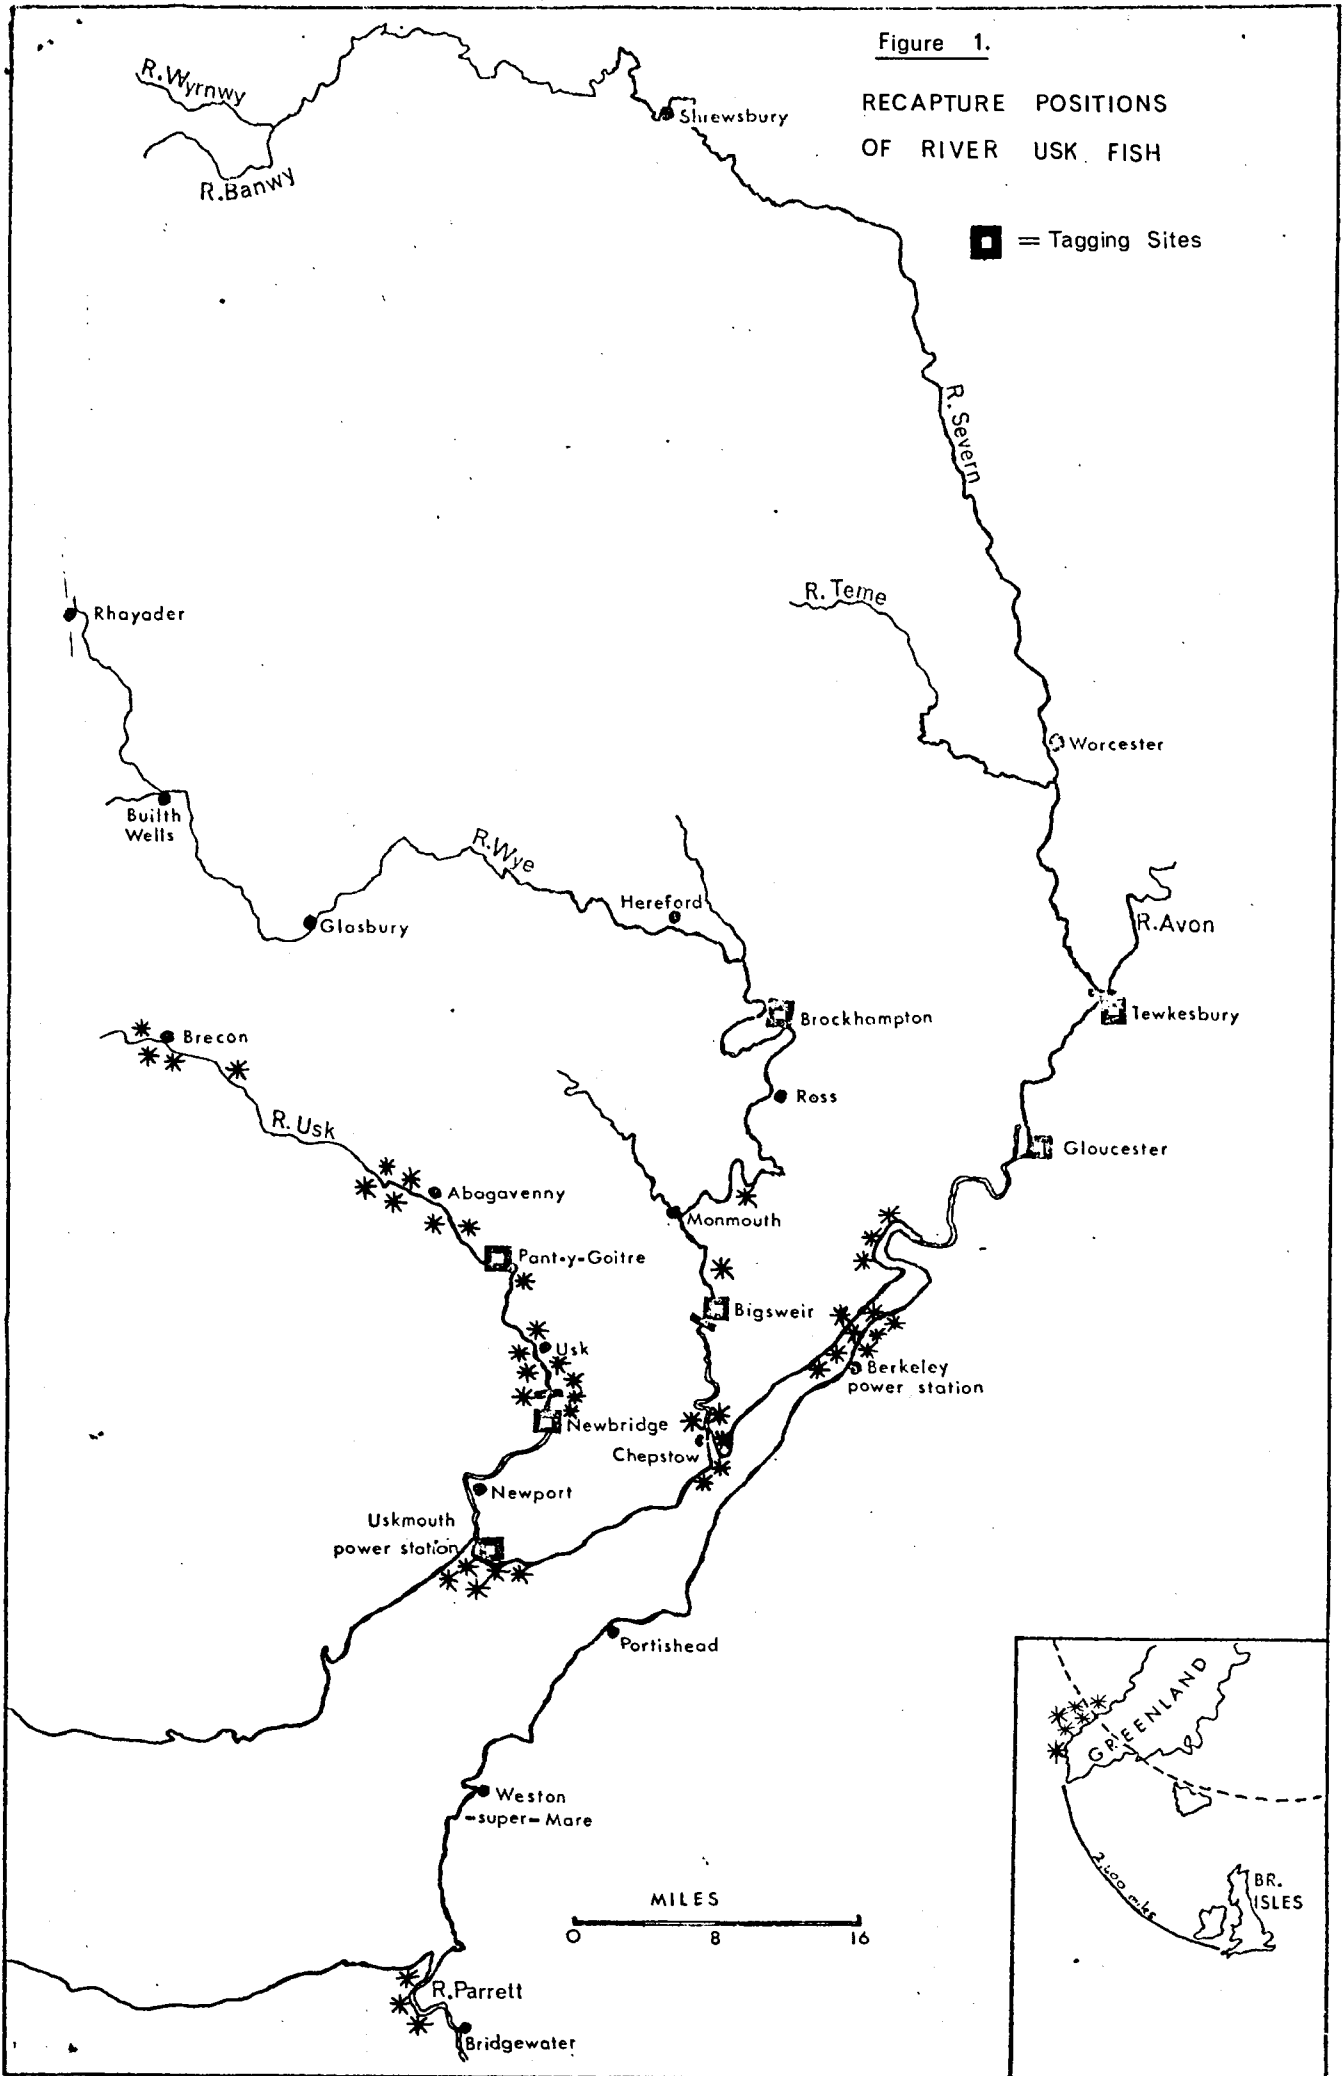 Figure 1.
RECAPTURE POSITIONS
OF RIVER USK FISH
= Tagging Sites
R.Wyrnwy
R.Banwy
Shrewsbury
R. Severn
R. Teme
Rhayader
Worcester
Builth
Wells
R.Wye
Hereford
Glasbury
R.Avon
Brockhampton
Tewkesbury
Brecon
Ross
R. Usk
Gloucester
Abagavenny
Monmouth
Pant-y-Goitre
Bigsweir
Usk
Berkeley
power station
Newbridge
Chepstow
Newport
Uskmouth
power station
Portishead
GREENLAND
Weston
-super-Mare
2,400 miles
BR.
ISLES
MILES
0 8 16
R.Parrett
Bridgewater